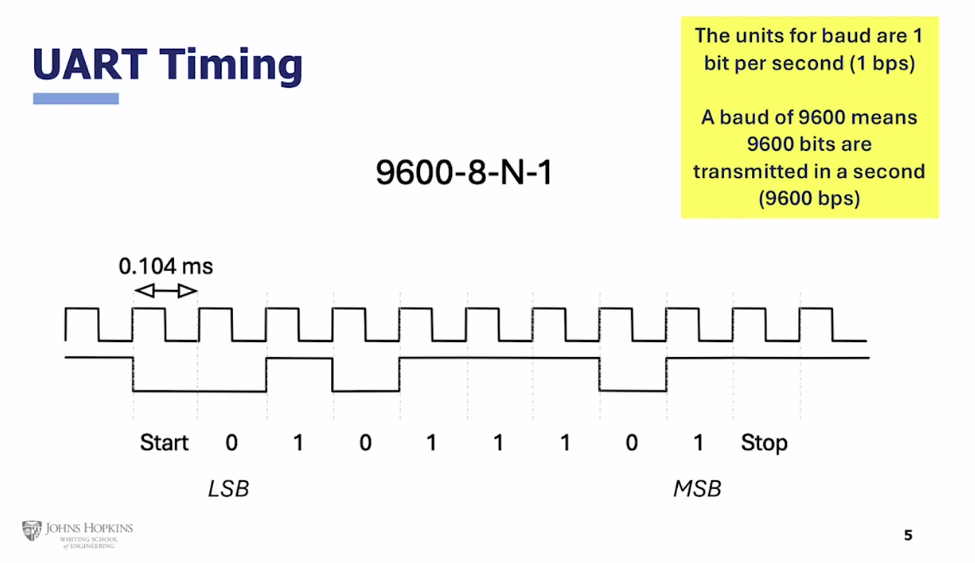 UART Timing
The units for baud are 1
bit per second (1 bps)
A baud of 9600 means
9600 bits are
transmitted in a second
(9600 bps)
9600-8-N-1
0.104 ms
Start 0 1 0 1 1 1 0 1 Stop
LSB MSB
JOHNS HOPKINS
WHITING SCHOOL
of ENGINEERING
5